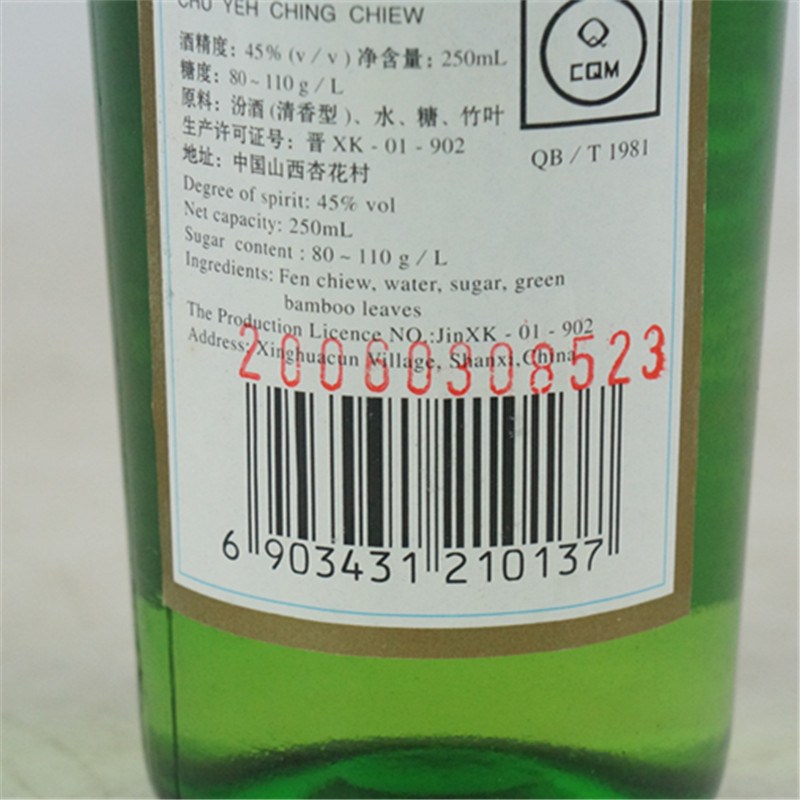 CHU YEH CHING CHIEW
酒精度: 45% (v / v) 净含量: 250mL
糖度: 80 ~ 110 g / L
原料: 汾酒 (清香型 )、水、糖、竹叶
生产许可证号: 晋 XK - 01 - 902
地址: 中国山西杏花村
CQM
QB / T 1981
Degree of spirit: 45% vol
Net capacity: 250mL
Sugar content : 80 ~ 110 g / L
Ingredients: Fen chiew, water, sugar, green
bamboo leaves
The Production Licence NO.:JinXK - 01 - 902
Address: Xinghuacun Village, Shanxi,China
20060308523
6 903431 210137